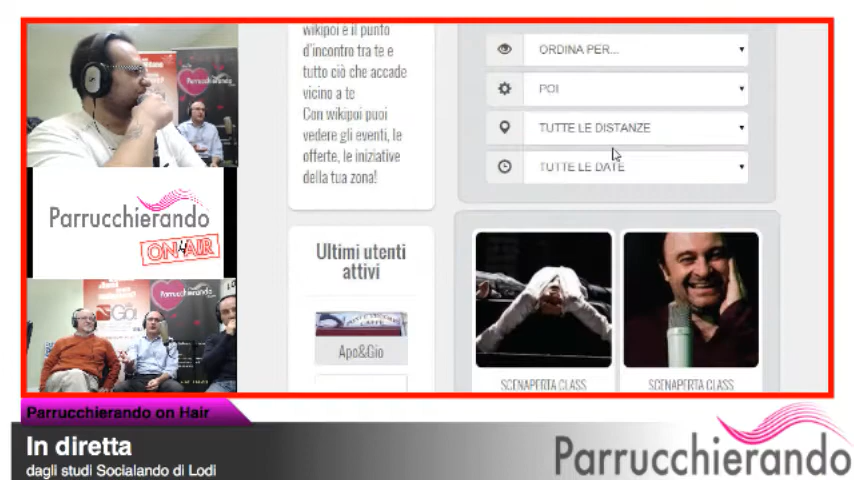 Parrucchierando
Parrucchierando
ON AIR
Parrucchierando
GO!
wikipoi è il punto
d'incontro tra te e
tutto ciò che accade
vicino a te
Con wikipoi puoi
vedere gli eventi, le
offerte, le iniziative
della tua zona!
Ultimi utenti
attivi
Apo&Gio
ORDINA PER...
POI
TUTTE LE DISTANZE
TUTTE LE DATE
SCENAPERTA CLASS
SCENAPERTA CLASS
Parrucchierando on Hair
In diretta
dagli studi Socialando di Lodi
Parrucchierando